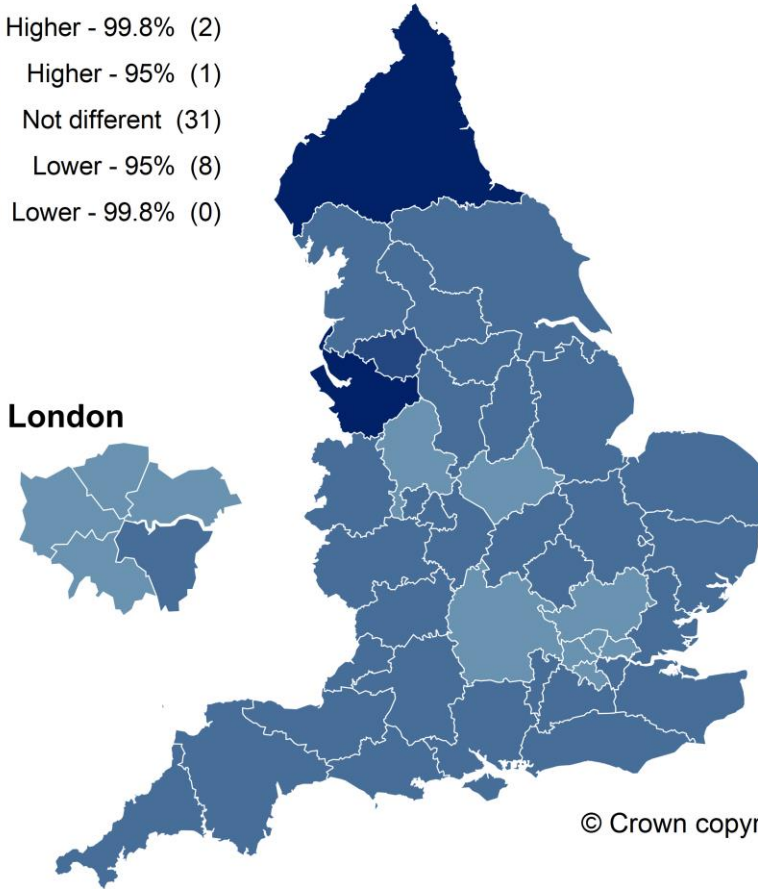 Higher - 99.8% (2)
Higher - 95% (1)
Not different (31)
Lower - 95% (8)
Lower - 99.8% (0)
London
© Crown copyr